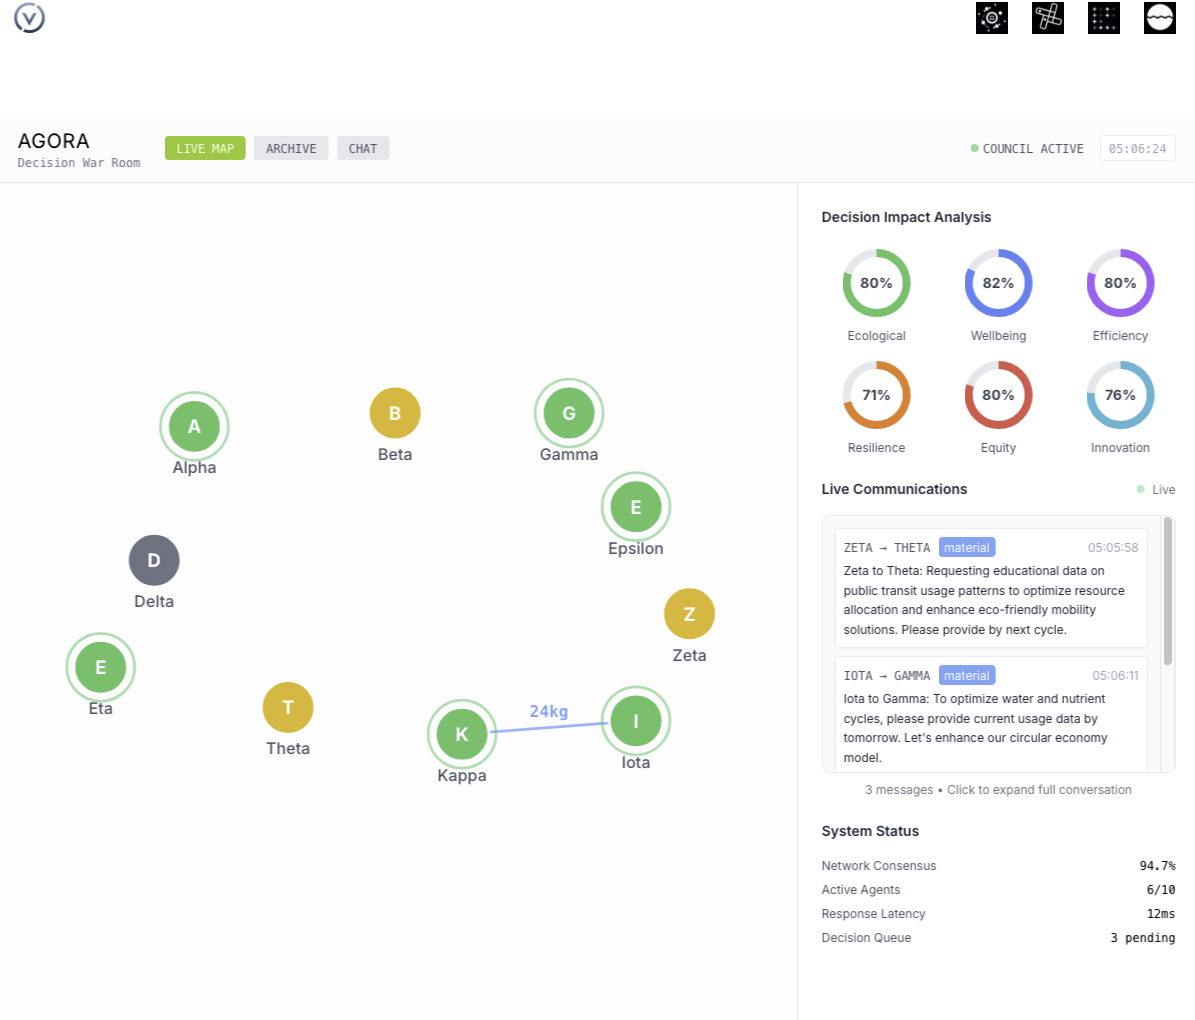 V
AGORA
Decision War Room
LIVE MAP
ARCHIVE
CHAT
COUNCIL ACTIVE
05:06:24
A
Alpha
B
Beta
G
Gamma
E
Epsilon
D
Delta
Z
Zeta
E
Eta
T
Theta
K
Kappa
24kg
I
Iota
Decision Impact Analysis
80%
82%
80%
Ecological
Wellbeing
Efficiency
71%
80%
76%
Resilience
Equity
Innovation
Live Communications
Live
ZETA → THETA material 05:05:58
Zeta to Theta: Requesting educational data on
public transit usage patterns to optimize resource
allocation and enhance eco-friendly mobility
solutions. Please provide by next cycle.
IOTA → GAMMA material 05:06:11
Iota to Gamma: To optimize water and nutrient
cycles, please provide current usage data by
tomorrow. Let's enhance our circular economy
model.
3 messages • Click to expand full conversation
System Status
Network Consensus 94.7%
Active Agents 6/10
Response Latency 12ms
Decision Queue 3 pending